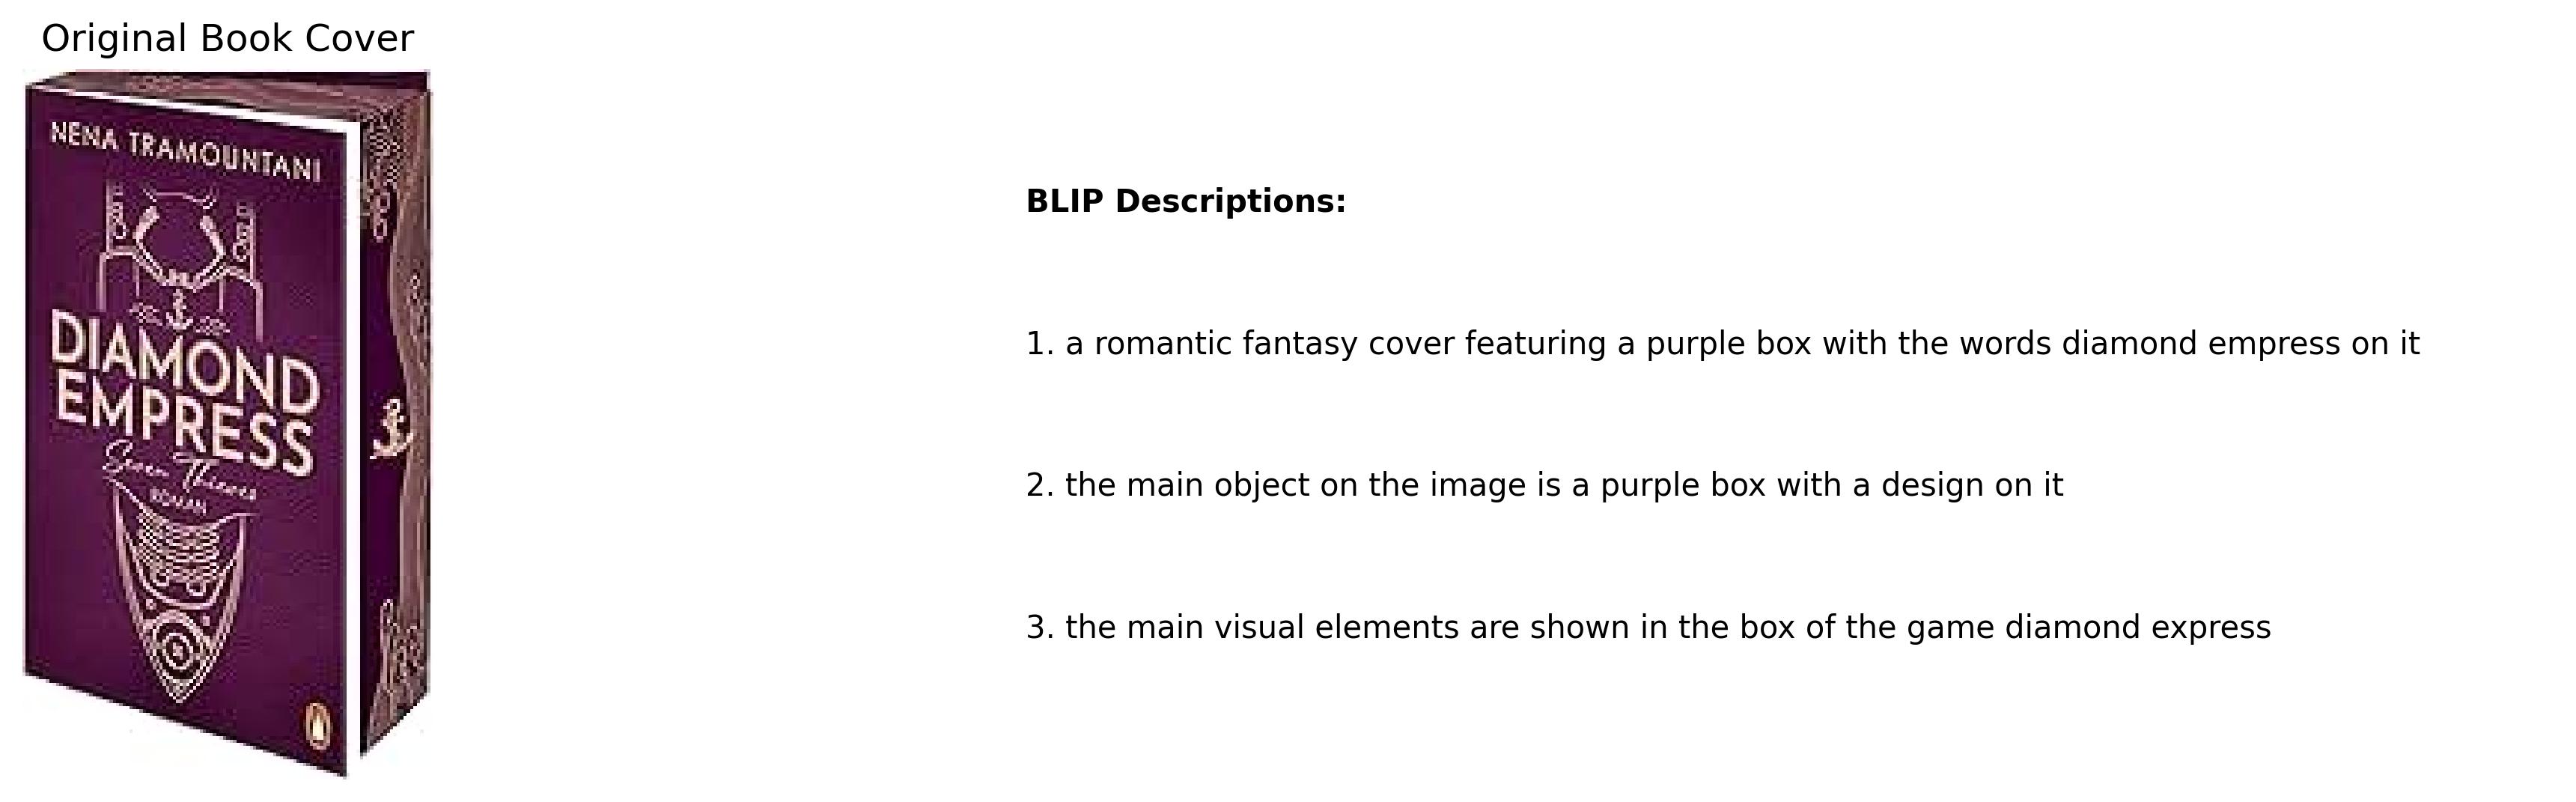 Original Book Cover
NENA TRAMOUNTANI
DIAMOND
EMPRESS
Seven Thieves
ROMAN
BLIP Descriptions:
1. a romantic fantasy cover featuring a purple box with the words diamond empress on it
2. the main object on the image is a purple box with a design on it
3. the main visual elements are shown in the box of the game diamond express